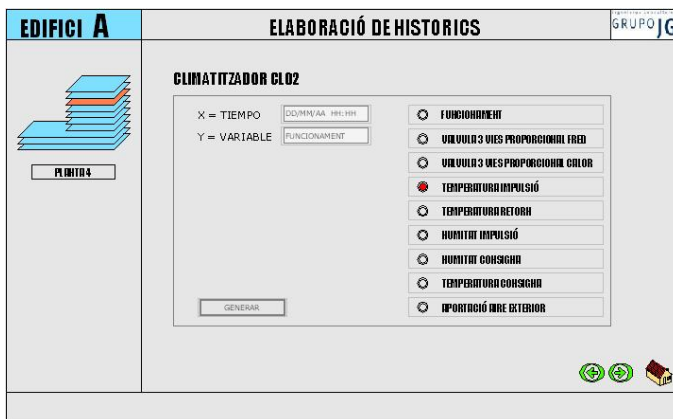 EDIFICI A
ELABORACIÓ DE HISTORICS
GRUPO JG
CLIMATITZADOR CL02
X = TIEMPO
DD/MM/AA HH:HH
Y = VARIABLE
FUNCIONAMENT
PLANTA 4
FUNCIONAMENT
VALVULA 3 VIES PROPORCIONAL FRED
VALVULA 3 VIES PROPORCIONAL CALOR
TEMPERATURA IMPULSIÓ
TEMPERATURA RETORN
HUMITAT IMPULSIÓ
HUMITAT CONSIGNA
TEMPERATURA CONSIGNA
APORTACIÓ AIRE EXTERIOR
GENERAR